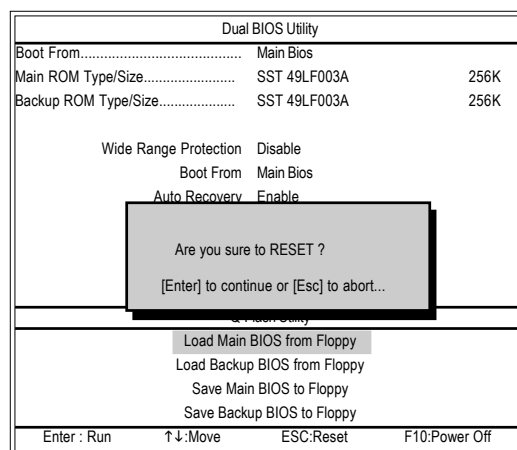 Dual BIOS Utility
Boot From......................................... Main Bios
Main ROM Type/Size....................... SST 49LF003A 256K
Backup ROM Type/Size................... SST 49LF003A 256K
Wide Range Protection Disable
Boot From Main Bios
Auto Recovery Enable
Are you sure to RESET ?
[Enter] to continue or [Esc] to abort...
Flash Utility
Load Main BIOS from Floppy
Load Backup BIOS from Floppy
Save Main BIOS to Floppy
Save Backup BIOS to Floppy
Enter : Run ↑↓:Move ESC:Reset F10:Power Off